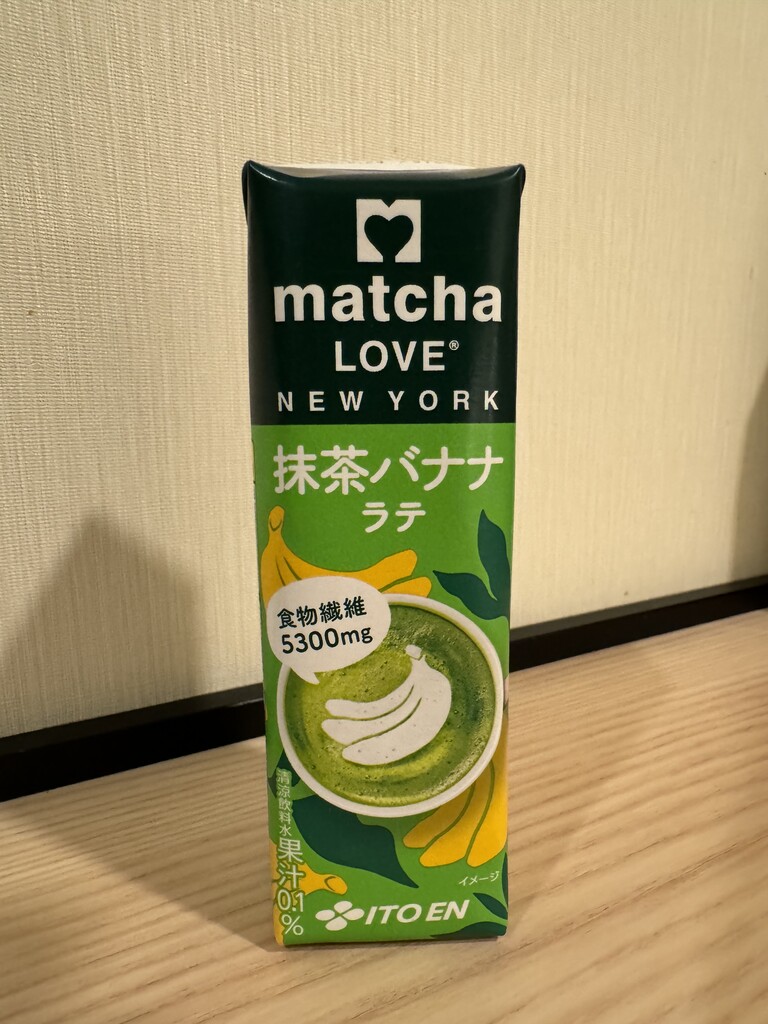 matcha
LOVE®
NEW YORK
抹茶バナナ
ラテ
食物繊維
5300mg
清涼飲料水
果汁0.1%
イメージ
ITO EN